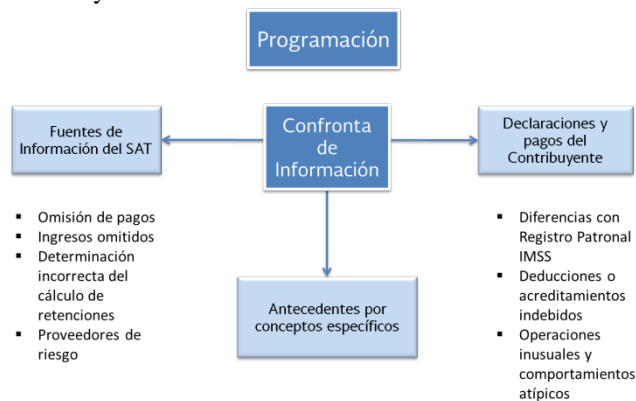 Programación
Fuentes de
Información del SAT
Confronta
de
Información
Declaraciones y
pagos del
Contribuyente
▪ Omisión de pagos
▪ Ingresos omitidos
▪ Determinación
incorrecta del
cálculo de
retenciones
▪ Proveedores de
riesgo
Antecedentes por
conceptos específicos
▪ Diferencias con
Registro Patronal
IMSS
▪ Deducciones o
acreditamientos
indebidos
▪ Operaciones
inusuales y
comportamientos
atípicos